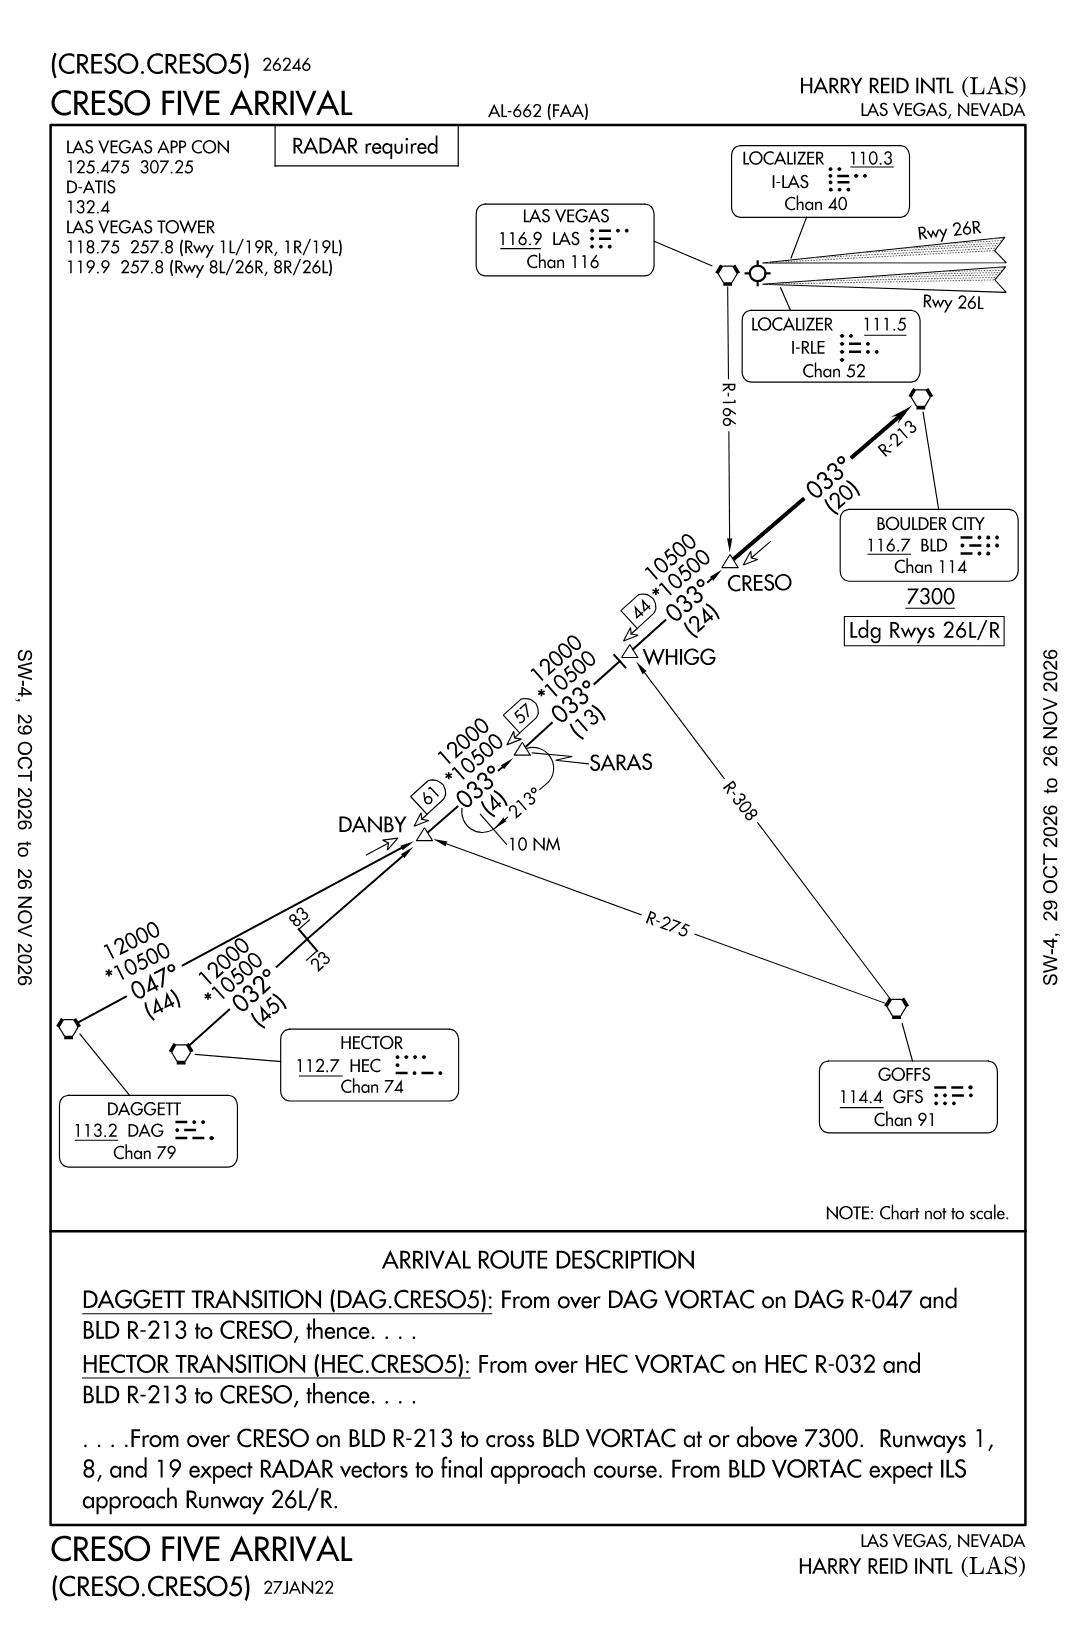 (CRESO.CRESO5) 26246
CRESO FIVE ARRIVAL
AL-662 (FAA)
HARRY REID INTL (LAS)
LAS VEGAS, NEVADA
LAS VEGAS APP CON
125.475 307.25
D-ATIS
132.4
LAS VEGAS TOWER
118.75 257.8 (Rwy 1L/19R, 1R/19L)
119.9 257.8 (Rwy 8L/26R, 8R/26L)
RADAR required
LOCALIZER 110.3
I-LAS
Chan 40
LAS VEGAS
116.9 LAS
Chan 116
Rwy 26R
Rwy 26L
LOCALIZER 111.5
I-RLE
Chan 52
R-166
R-213
033°
(20)
BOULDER CITY
116.7 BLD
Chan 114
7300
Ldg Rwys 26L/R
CRESO
10500
*10500
033°
(24)
44
WHIGG
12000
*10500
033°
(13)
57
SARAS
12000
*10500
033°
(4)
61
213°
10 NM
DANBY
R-308
R-275
83
23
12000
*10500
047°
(44)
12000
*10500
032°
(45)
HECTOR
112.7 HEC
Chan 74
DAGGETT
113.2 DAG
Chan 79
GOFFS
114.4 GFS
Chan 91
NOTE: Chart not to scale.
SW-4, 29 OCT 2026 to 26 NOV 2026
SW-4, 29 OCT 2026 to 26 NOV 2026
ARRIVAL ROUTE DESCRIPTION
DAGGETT TRANSITION (DAG.CRESO5): From over DAG VORTAC on DAG R-047 and
BLD R-213 to CRESO, thence. . . .
HECTOR TRANSITION (HEC.CRESO5): From over HEC VORTAC on HEC R-032 and
BLD R-213 to CRESO, thence. . . .
. . . .From over CRESO on BLD R-213 to cross BLD VORTAC at or above 7300. Runways 1,
8, and 19 expect RADAR vectors to final approach course. From BLD VORTAC expect ILS
approach Runway 26L/R.
CRESO FIVE ARRIVAL
(CRESO.CRESO5) 27JAN22
LAS VEGAS, NEVADA
HARRY REID INTL (LAS)